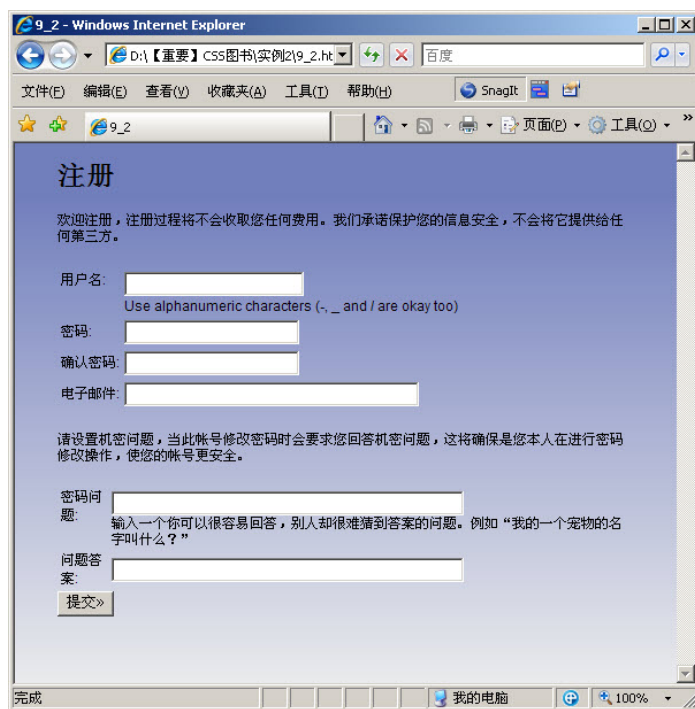 9_2 - Windows Internet Explorer
D:\【重要】CSS图书\实例2\9_2.ht
百度
文件(F) 编辑(E) 查看(V) 收藏夹(A) 工具(T) 帮助(H) SnagIt
9_2 页面(P) 工具(O) »
注册
欢迎注册，注册过程将不会收取您任何费用。我们承诺保护您的信息安全，不会将它提供给任
何第三方。
用户名:
Use alphanumeric characters (-, _ and / are okay too)
密码:
确认密码:
电子邮件:
请设置机密问题，当此帐号修改密码时会要求您回答机密问题，这将确保是您本人在进行密码
修改操作，使您的帐号更安全。
密码问
题:
输入一个你可以很容易回答，别人却很难猜到答案的问题。例如“我的一个宠物的名
字叫什么？”
问题答
案:
提交»
完成 我的电脑 100%